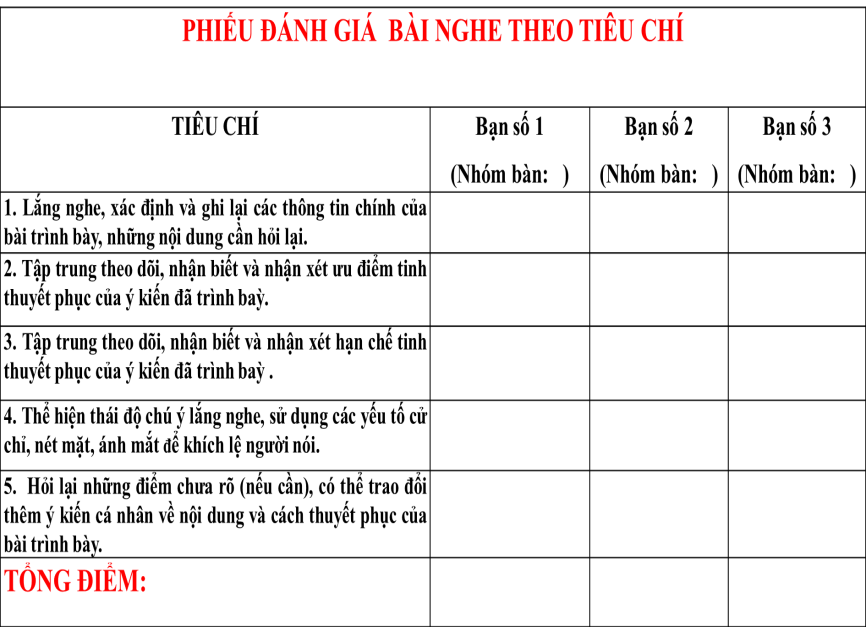 PHIẾU ĐÁNH GIÁ BÀI NGHE THEO TIÊU CHÍ
TIÊU CHÍ
Bạn số 1
(Nhóm bàn: )
Bạn số 2
(Nhóm bàn: )
Bạn số 3
(Nhóm bàn: )
1. Lắng nghe, xác định và ghi lại các thông tin chính của
bài trình bày, những nội dung cần hỏi lại.
2. Tập trung theo dõi, nhận biết và nhận xét ưu điểm tinh
thuyết phục của ý kiến đã trình baỳ.
3. Tập trung theo dõi, nhận biết và nhận xét hạn chế tinh
thuyết phục của ý kiến đã trình baỳ .
4. Thể hiện thái độ chú ý lắng nghe, sử dụng các yếu tố cử
chỉ, nét mặt, ánh mắt để khích lệ người nói.
5. Hỏi lại những điểm chưa rõ (nếu cần), có thể trao đổi
thêm ý kiến cá nhân về nội dung và cách thuyết phục của
bài trình bày.
TỔNG ĐIỂM: